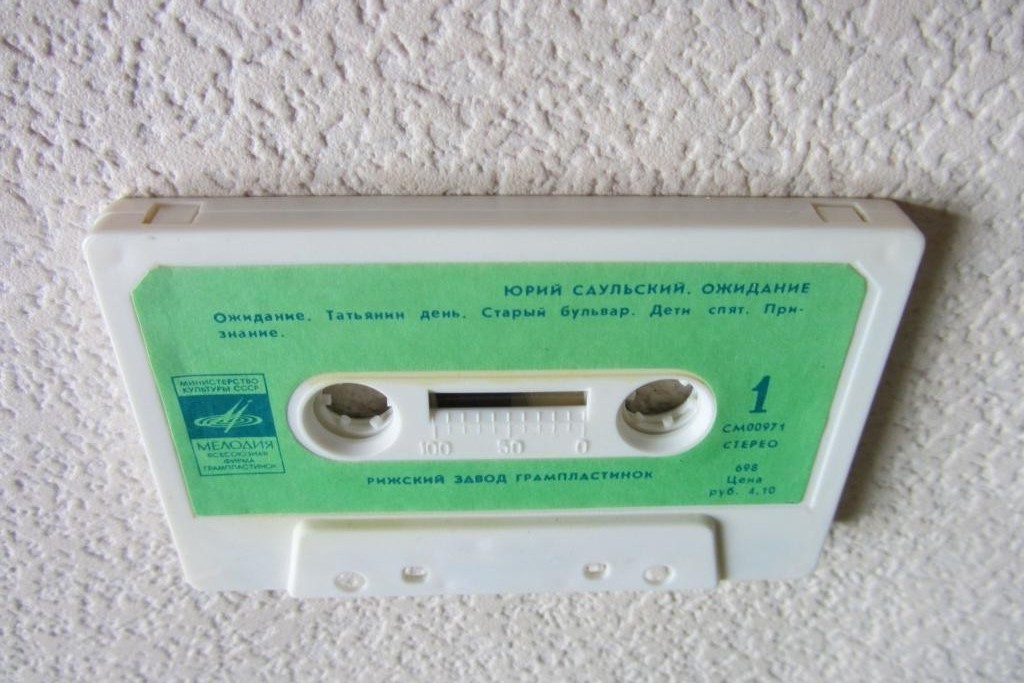 ЮРИЙ САУЛЬСКИЙ. ОЖИДАНИЕ
Ожидание. Татьянин день. Старый бульвар. Дети спят. При-
знание.
МИНИСТЕРСТВО
КУЛЬТУРЫ СССР
МЕЛОДИЯ
ВСЕСОЮЗНАЯ
ФИРМА
ГРАМПЛАСТИНОК
100 50 0
1
СМ00971
СТЕРЕО
698
Цена
руб. 4,10
РИЖСКИЙ ЗАВОД ГРАМПЛАСТИНОК